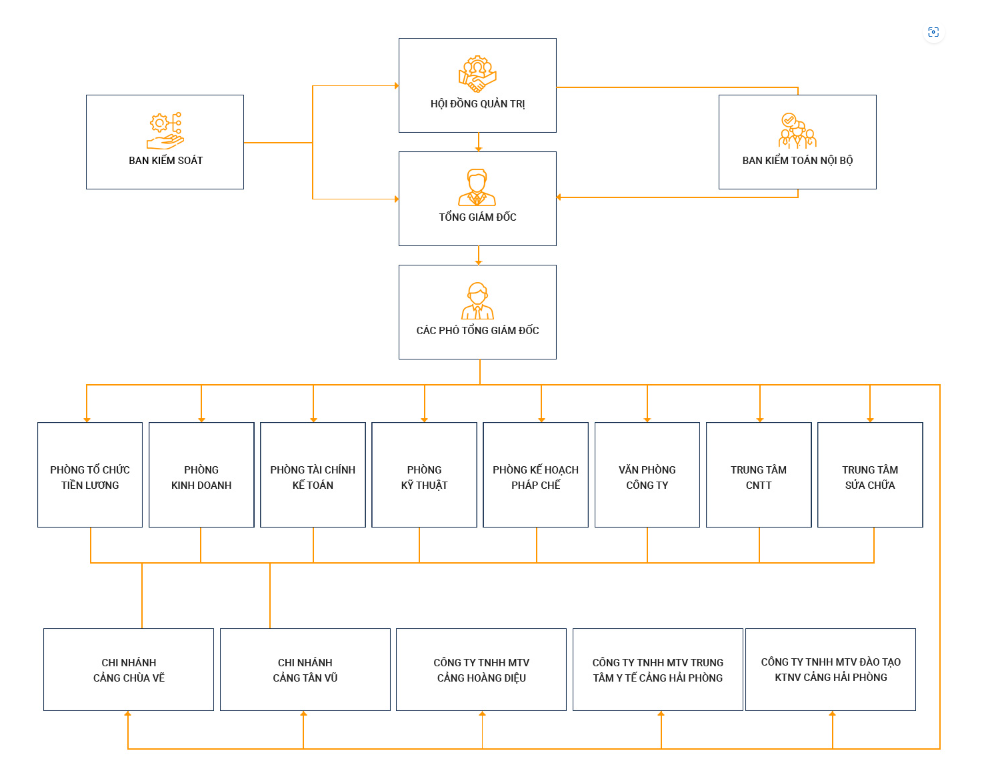 HỘI ĐỒNG QUẢN TRỊ
BAN KIỂM SOÁT
BAN KIỂM TOÁN NỘI BỘ
TỔNG GIÁM ĐỐC
CÁC PHÓ TỔNG GIÁM ĐỐC
PHÒNG TỔ CHỨC
TIỀN LƯƠNG
PHÒNG
KINH DOANH
PHÒNG TÀI CHÍNH
KẾ TOÁN
PHÒNG
KỸ THUẬT
PHÒNG KẾ HOẠCH
PHÁP CHẾ
VĂN PHÒNG
CÔNG TY
TRUNG TÂM
CNTT
TRUNG TÂM
SỬA CHỮA
CHI NHÁNH
CẢNG CHÙA VẼ
CHI NHÁNH
CẢNG TÂN VŨ
CÔNG TY TNHH MTV
CẢNG HOÀNG DIỆU
CÔNG TY TNHH MTV TRUNG
TÂM Y TẾ CẢNG HẢI PHÒNG
CÔNG TY TNHH MTV ĐÀO TẠO
KTNV CẢNG HẢI PHÒNG